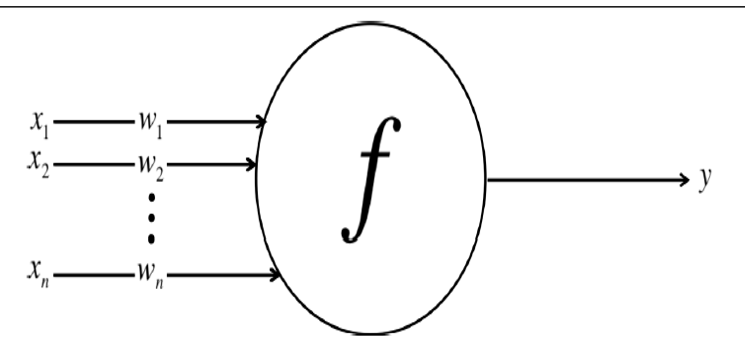 x₁ w₁
x₂ w₂
f
y
xₙ wₙ